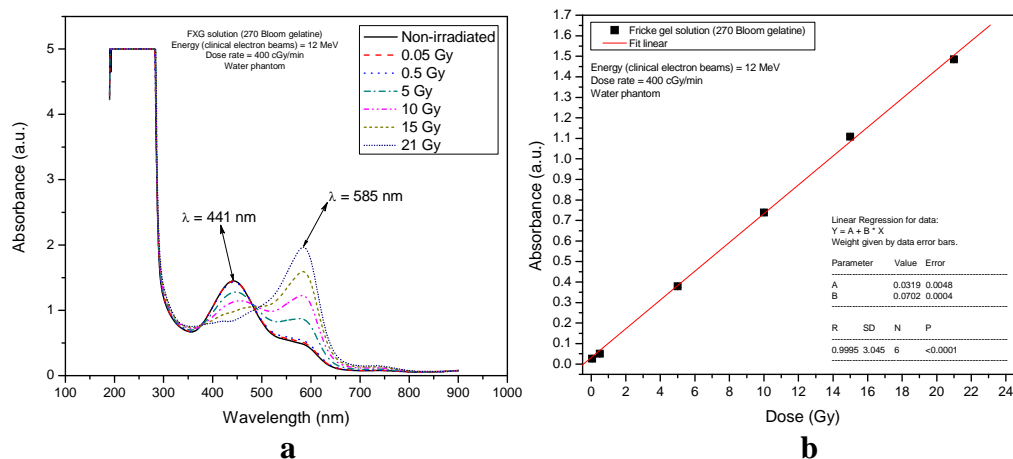 FXG solution (270 Bloom gelatine)
Energy (clinical electron beams) = 12 MeV
Dose rate = 400 cGy/min
Water phantom
Non-irradiated
0.05 Gy
0.5 Gy
5 Gy
10 Gy
15 Gy
21 Gy
λ = 441 nm
λ = 585 nm
5
4
3
2
1
0
Absorbance (a.u.)
100 200 300 400 500 600 700 800 900 1000
Wavelength (nm)
a
b
Fricke gel solution (270 Bloom gelatine)
Fit linear
Energy (clinical electron beams) = 12 MeV
Dose rate = 400 cGy/min
Water phantom
1.7
1.6
1.5
1.4
1.3
1.2
1.1
1.0
0.9
0.8
0.7
0.6
0.5
0.4
0.3
0.2
0.1
0.0
Absorbance (a.u.)
Linear Regression for data:
Y = A + B * X
Weight given by data error bars.
Parameter Value Error
A 0.0319 0.0048
B 0.0702 0.0004
R SD N P
0.9995 3.045 6 <0.0001
0 2 4 6 8 10 12 14 16 18 20 22 24
Dose (Gy)
b